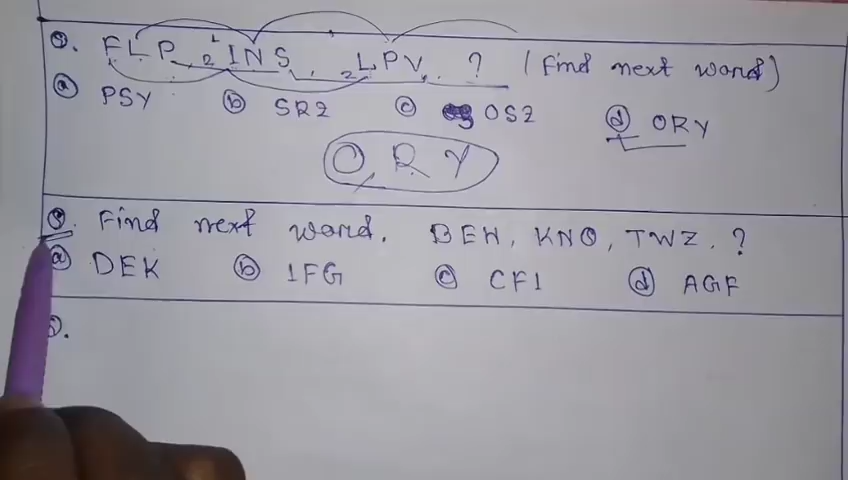 Q. FLP, INS, LPV, ? (Find next word)
(a) PSY (b) SRZ (c) OSZ (d) ORY
ORY
Q. Find next word. BEH, KNQ, TWZ, ?
(a) DEK (b) IFG (c) CFI (d) AGF
Q.